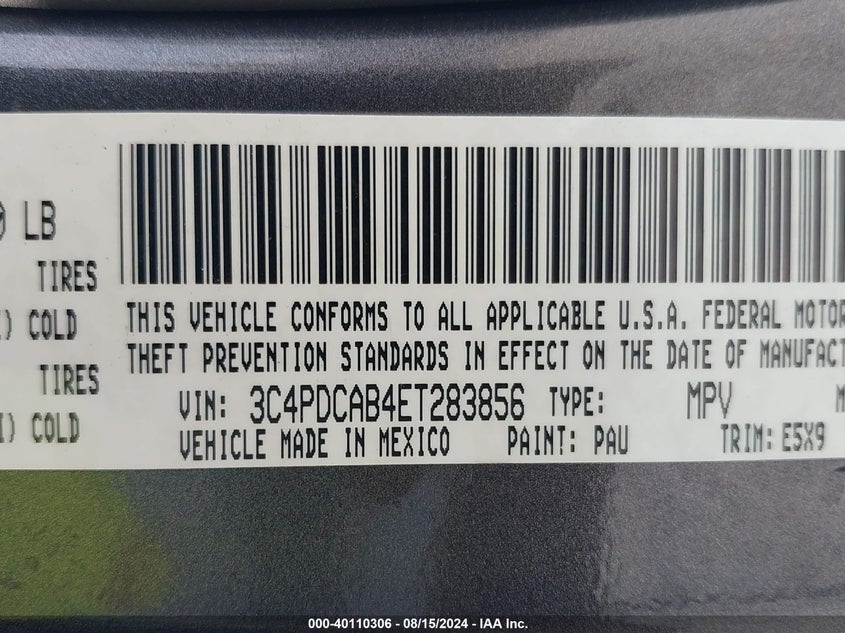 LB
TIRES
COLD
TIRES
COLD
THIS VEHICLE CONFORMS TO ALL APPLICABLE U.S.A. FEDERAL MOTOR
THEFT PREVENTION STANDARDS IN EFFECT ON THE DATE OF MANUFACT
VIN: 3C4PDCAB4ET283856 TYPE: MPV M
VEHICLE MADE IN MEXICO PAINT: PAU TRIM: E5X9
000-40110306 - 08/15/2024 - IAA Inc.